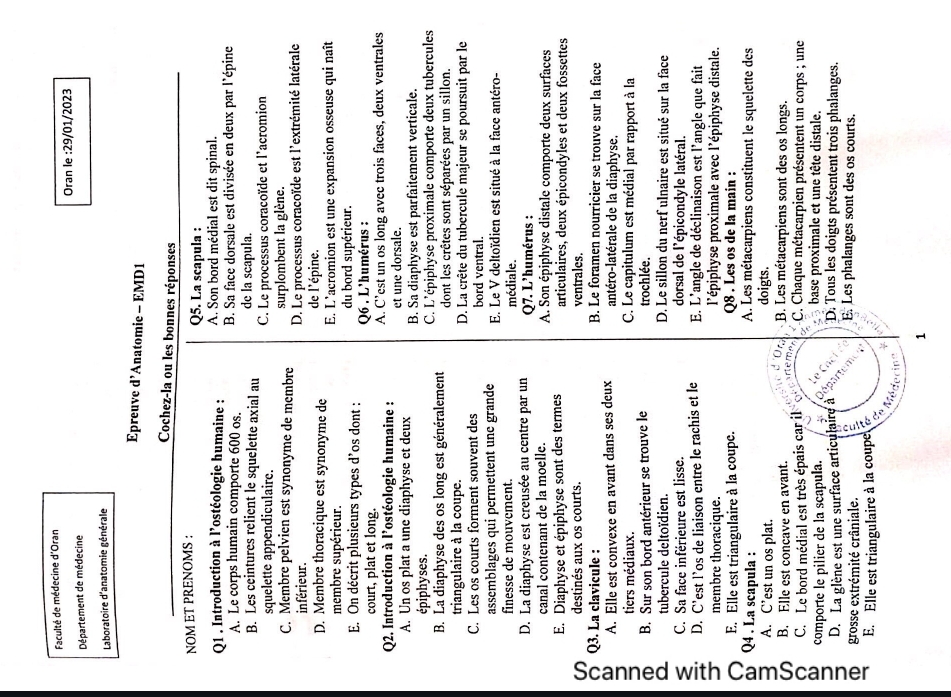 Faculté de médecine d'Oran
Département de médecine
Laboratoire d'anatomie générale
Oran le :29/01/2023
Epreuve d'Anatomie – EMD1
Cochez-la ou les bonnes réponses
NOM ET PRENOMS :
Q1 . Introduction à l'ostéologie humaine :
A. Le corps humain comporte 600 os.
B. Les ceintures relient le squelette axial au
squelette appendiculaire.
C. Membre pelvien est synonyme de membre
inférieur.
D. Membre thoracique est synonyme de
membre supérieur.
E. On décrit plusieurs types d'os dont :
court, plat et long.
Q2. Introduction à l'ostéologie humaine :
A. Un os plat a une diaphyse et deux
épiphyses.
B. La diaphyse des os long est généralement
triangulaire à la coupe.
C. Les os courts forment souvent des
assemblages qui permettent une grande
finesse de mouvement.
D. La diaphyse est creusée au centre par un
canal contenant de la moelle.
E. Diaphyse et épiphyse sont des termes
destinés aux os courts.
Q3. La clavicule :
A. Elle est convexe en avant dans ses deux
tiers médiaux.
B. Sur son bord antérieur se trouve le
tubercule deltoïdien.
C. Sa face inférieure est lisse.
D. C'est l'os de liaison entre le rachis et le
membre thoracique.
E. Elle est triangulaire à la coupe.
Q4 . La scapula :
A. C'est un os plat.
B. Elle est concave en avant.
C. Le bord médial est très épais car il
comporte le pilier de la scapula.
D. La glène est une surface articulaire à
grosse extrémité crâniale.
E. Elle est triangulaire à la coupe
Q5. La scapula :
A. Son bord médial est dit spinal.
B. Sa face dorsale est divisée en deux par l'épine
de la scapula.
C. Le processus coracoïde et l'acromion
surplombent la glène.
D. Le processus coracoïde est l'extrémité latérale
de l'épine.
E. L'acromion est une expansion osseuse qui naît
du bord supérieur.
Q6 . L'humérus :
A. C'est un os long avec trois faces, deux ventrales
et une dorsale.
B. Sa diaphyse est parfaitement verticale.
C. L'épiphyse proximale comporte deux tubercules
dont les crêtes sont séparées par un sillon.
D. La crête du tubercule majeur se poursuit par le
bord ventral.
E. Le V deltoïdien est situé à la face antéro-
médiale.
Q7. L'humérus :
A. Son épiphyse distale comporte deux surfaces
articulaires, deux épicondyles et deux fossettes
ventrales.
B. Le foramen nourricier se trouve sur la face
antéro-latérale de la diaphyse.
C. Le capitulum est médial par rapport à la
trochlée.
D. Le sillon du nerf ulnaire est situé sur la face
dorsal de l'épicondyle latéral.
E. L'angle de déclinaison est l'angle que fait
l'épiphyse proximale avec l'épiphyse distale.
Q8 . Les os de la main :
A. Les métacarpiens constituent le squelette des
doigts.
B. Les métacarpiens sont des os longs.
C. Chaque métacarpien présentent un corps ; une
base proximale et une tête distale.
D. Tous les doigts présentent trois phalanges.
E. Les phalanges sont des os courts.
Département
Faculté de Médecine
1
Scanned with CamScanner